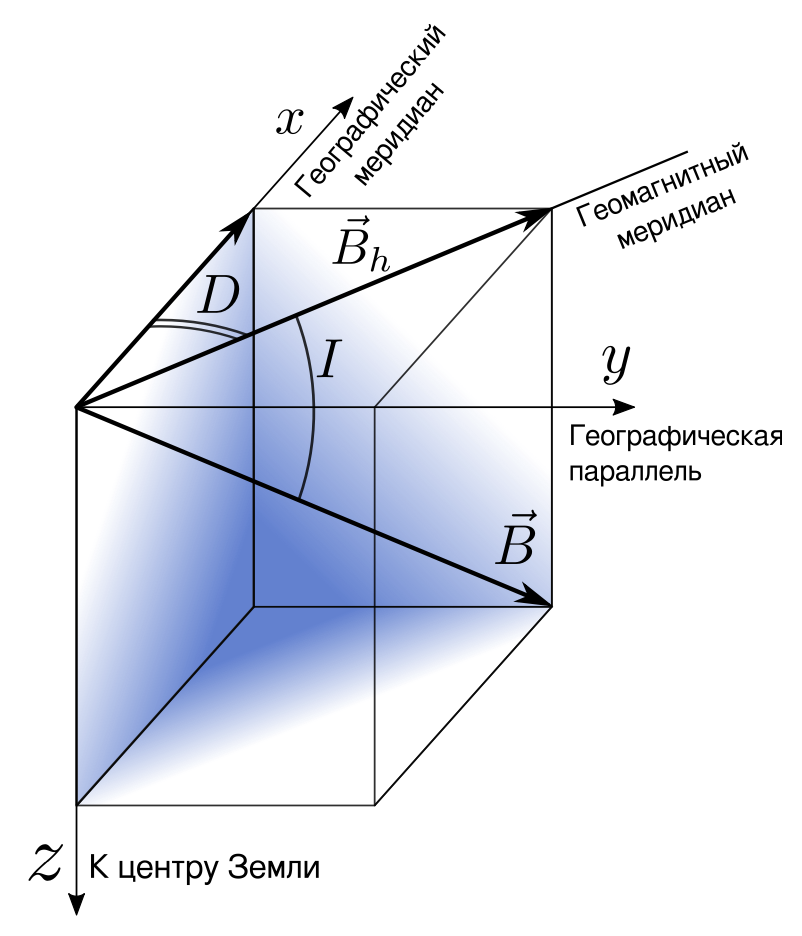 x
Географический
меридиан
Геомагнитный
меридиан
B⃗ₕ
D
I
y
Географическая
параллель
B⃗
z
К центру Земли